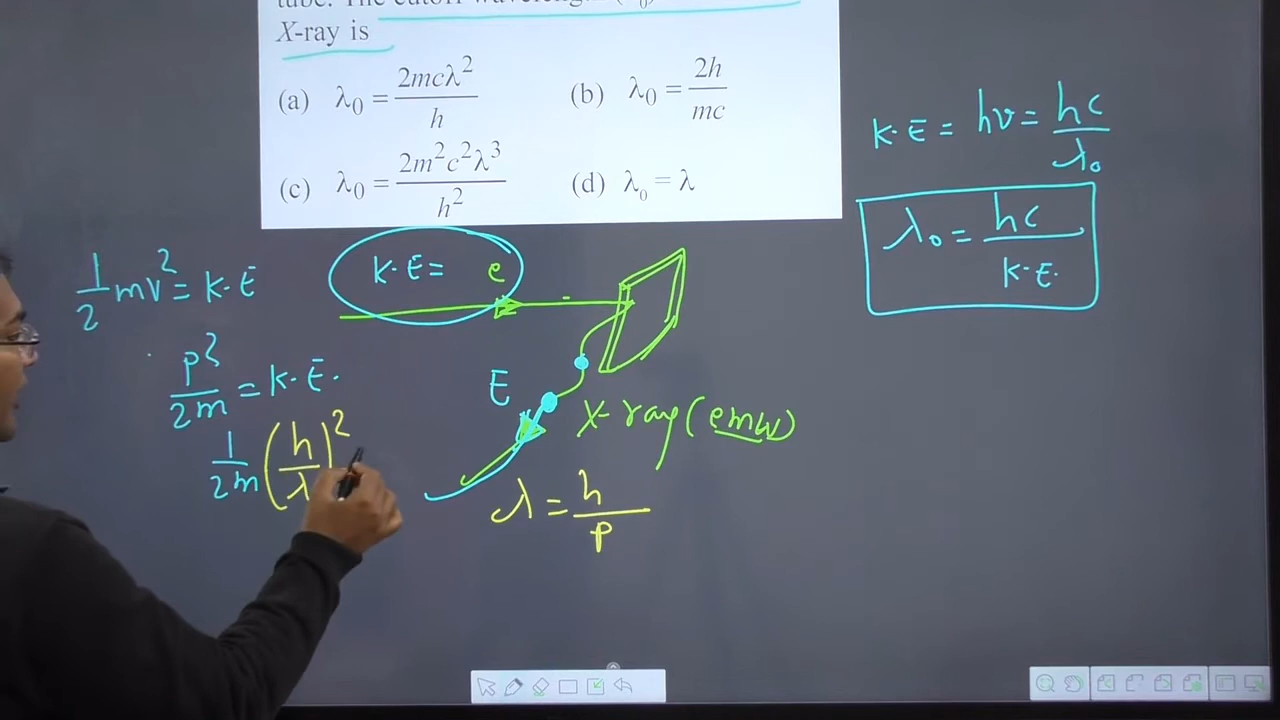 X-ray is
(a) λ₀ = 2mcλ²/h (b) λ₀ = 2h/mc
(c) λ₀ = 2m²c²λ³/h² (d) λ₀ = λ
K.E = hν = hc/λ₀
λ₀ = hc/K.E.
1/2 mv² = K.E
K.E = e
p²/2m = K.E.
E
X-ray (emw)
1/2m (h/λ)²
λ = h/P